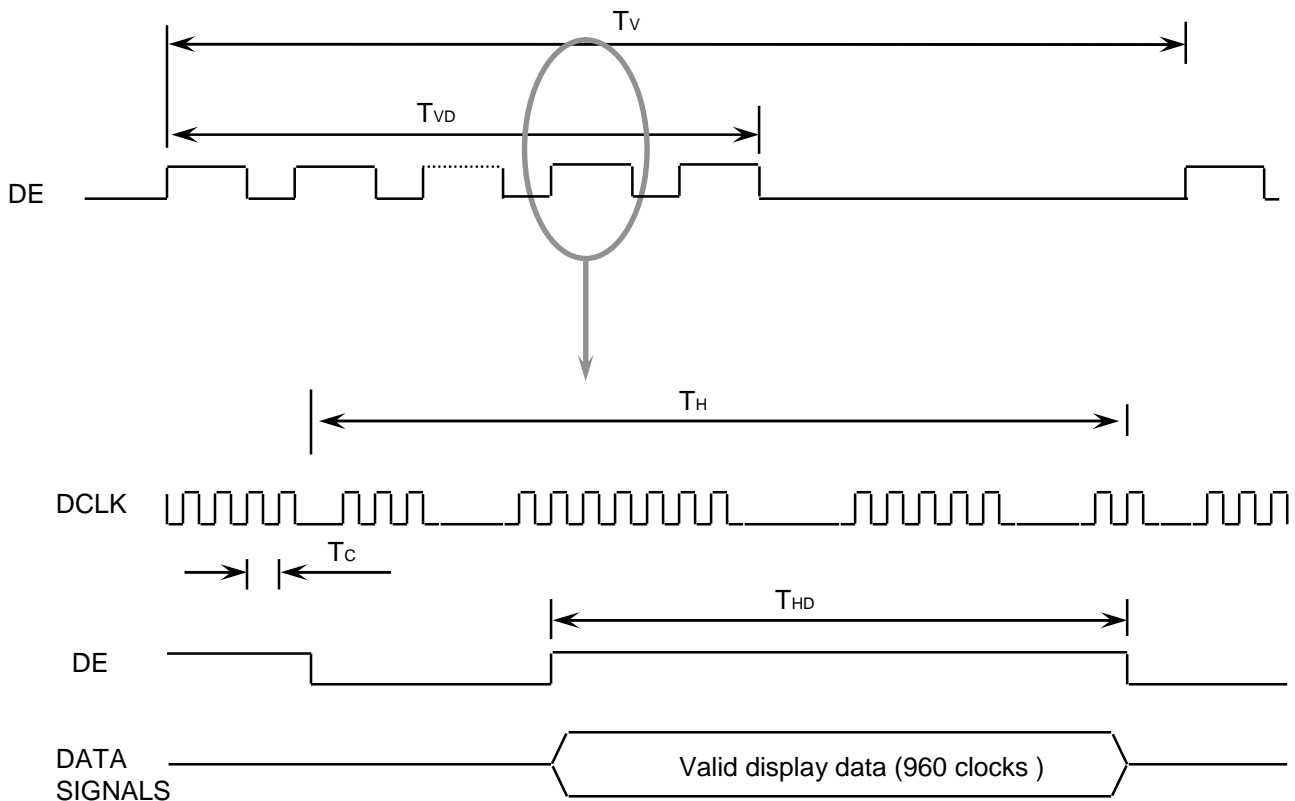 TV
TVD
DE
TH
DCLK
TC
THD
DE
DATA
SIGNALS
Valid display data (960 clocks )